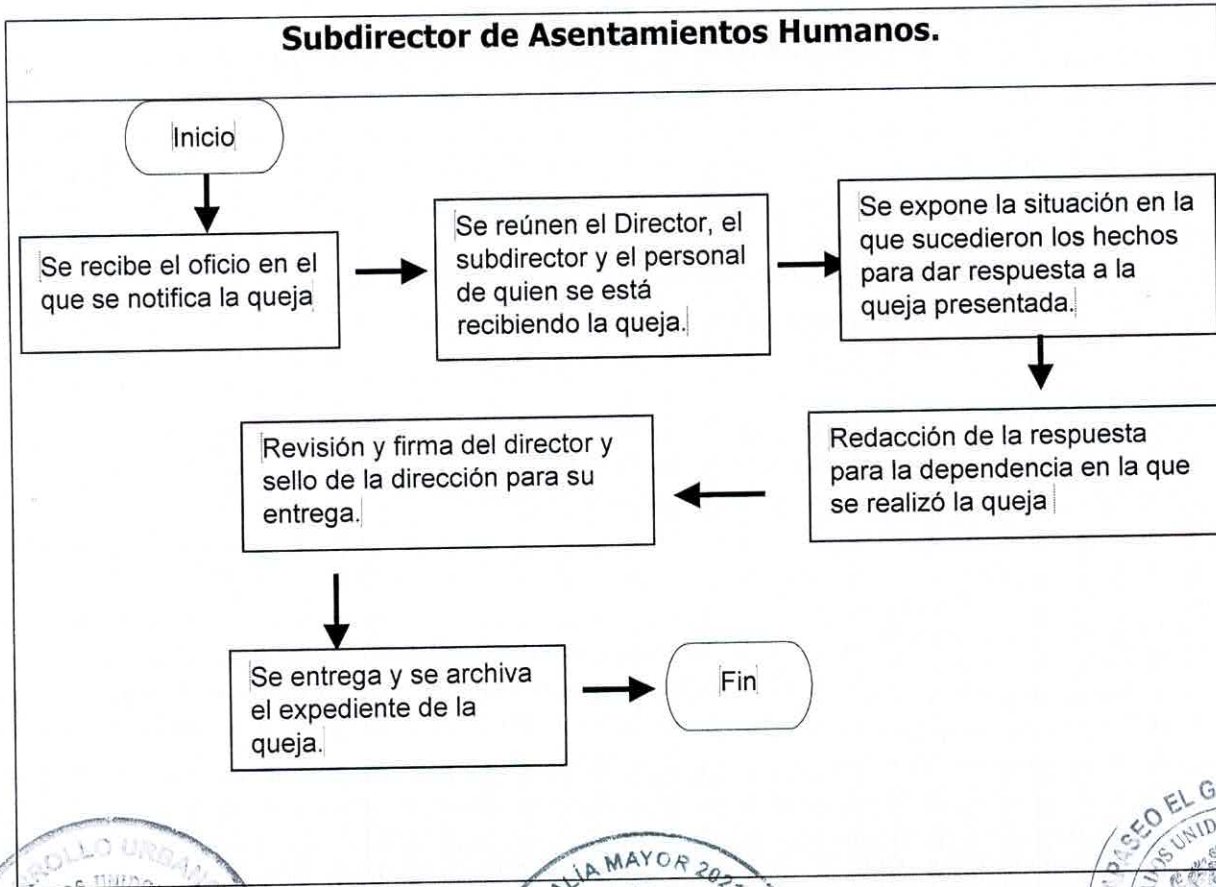 Subdirector de Asentamientos Humanos.
Inicio
Se recibe el oficio en el
que se notifica la queja
Se reúnen el Director, el
subdirector y el personal
de quien se está
recibiendo la queja.
Se expone la situación en la
que sucedieron los hechos
para dar respuesta a la
queja presentada.
Redacción de la respuesta
para la dependencia en la que
se realizó la queja
Revisión y firma del director y
sello de la dirección para su
entrega.
Se entrega y se archiva
el expediente de la
queja.
Fin
URBANO
MAYOR
PASEO EL G